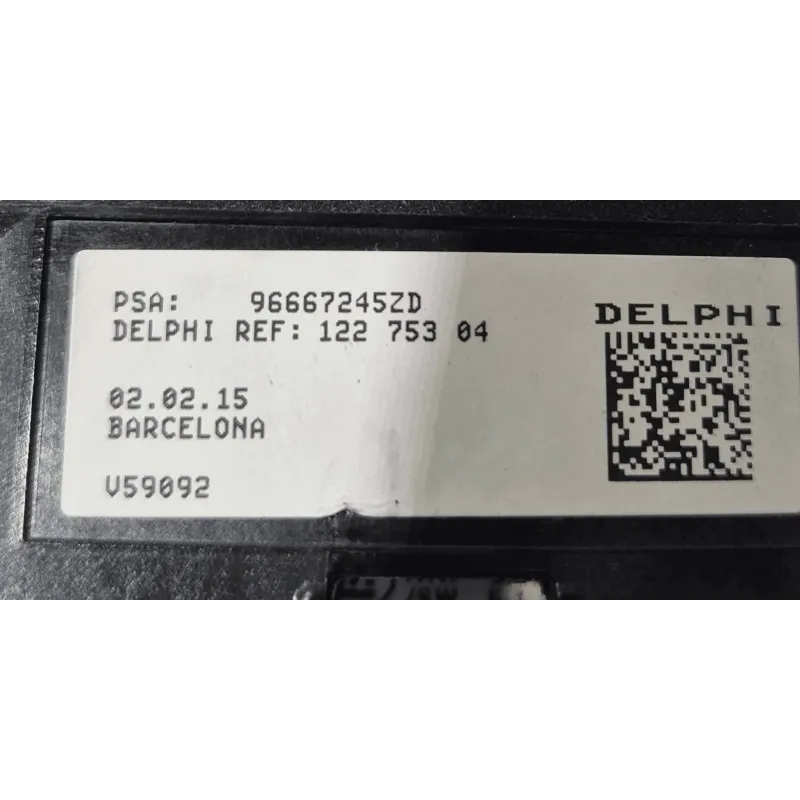 PSA: 96667245ZD
DELPHI REF: 122 753 04
DELPHI
02.02.15
BARCELONA
V59092